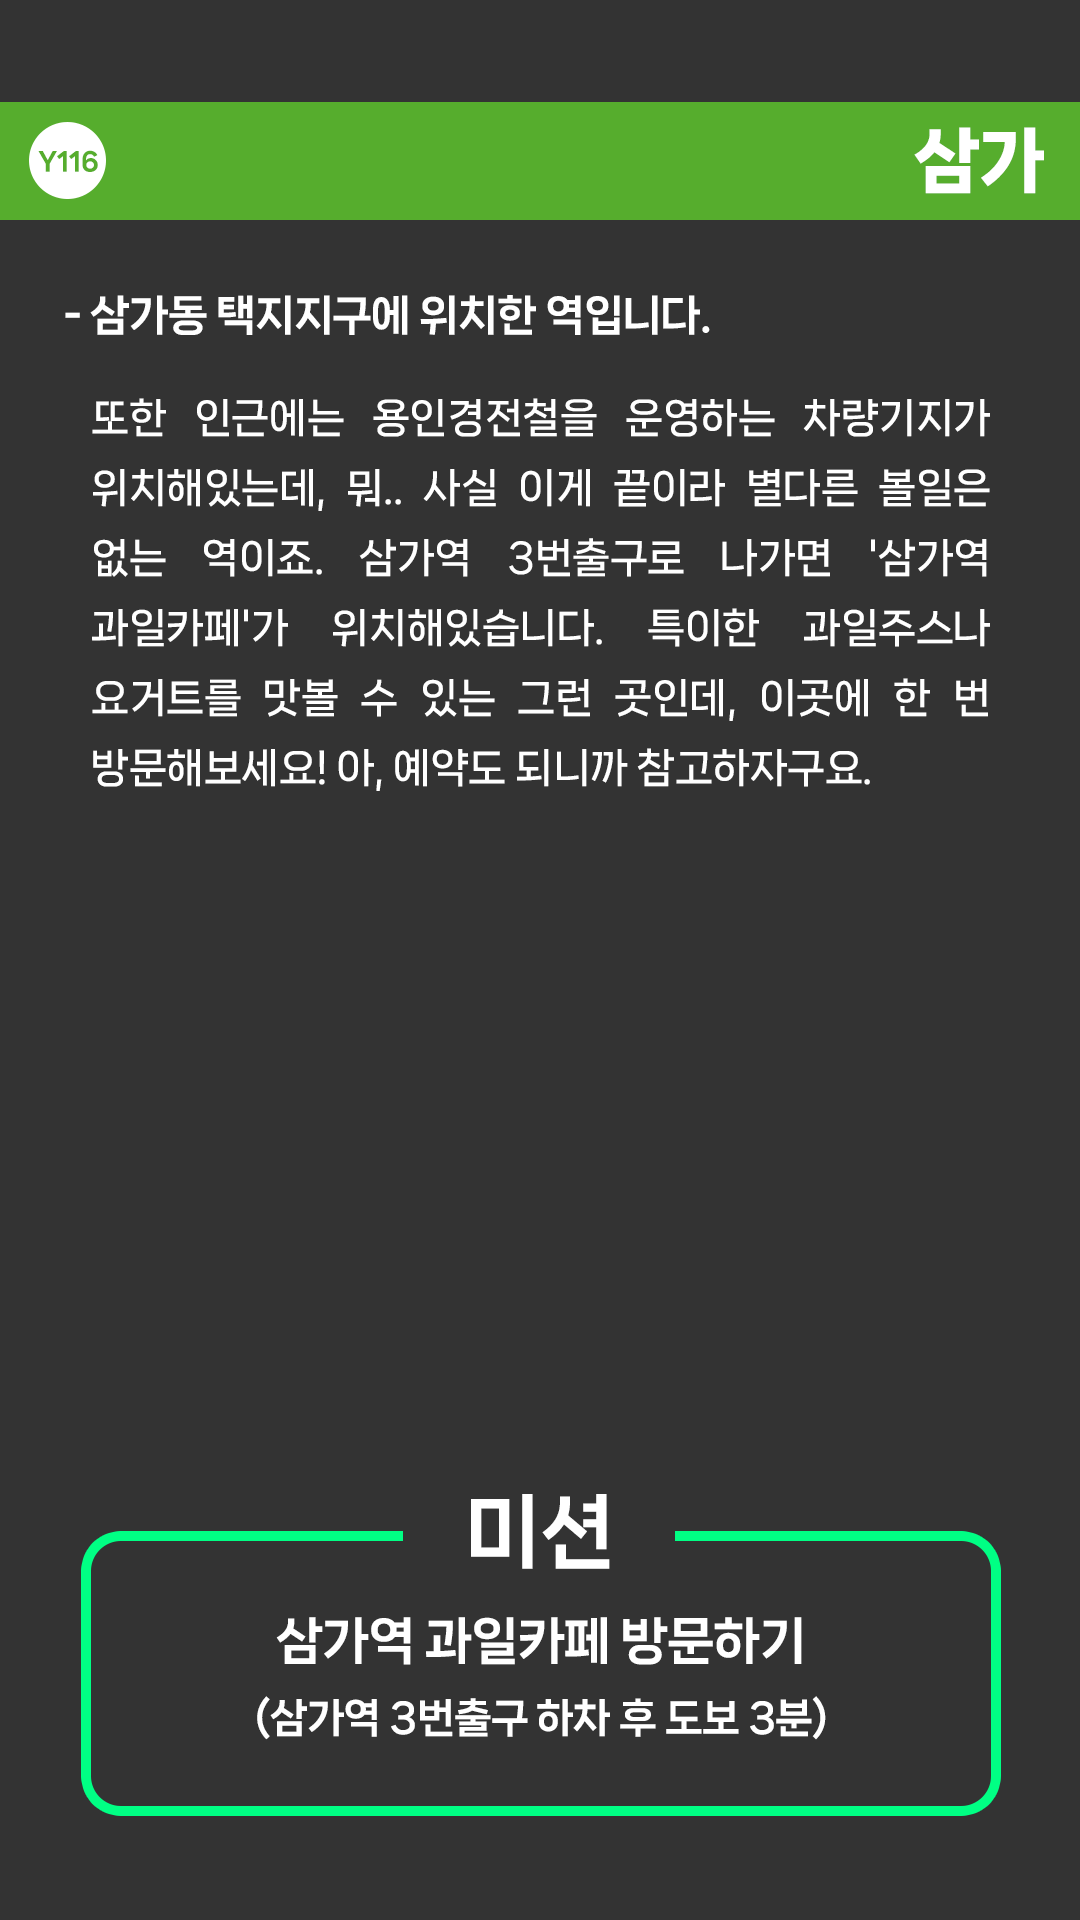 Y116
삼가
- 삼가동 택지지구에 위치한 역입니다.
또한 인근에는 용인경전철을 운영하는 차량기지가
위치해있는데, 뭐.. 사실 이게 끝이라 별다른 볼일은
없는 역이죠. 삼가역 3번출구로 나가면 '삼가역
과일카페'가 위치해있습니다. 특이한 과일주스나
요거트를 맛볼 수 있는 그런 곳인데, 이곳에 한 번
방문해보세요! 아, 예약도 되니까 참고하자구요.
미션
삼가역 과일카페 방문하기
(삼가역 3번출구 하차 후 도보 3분)